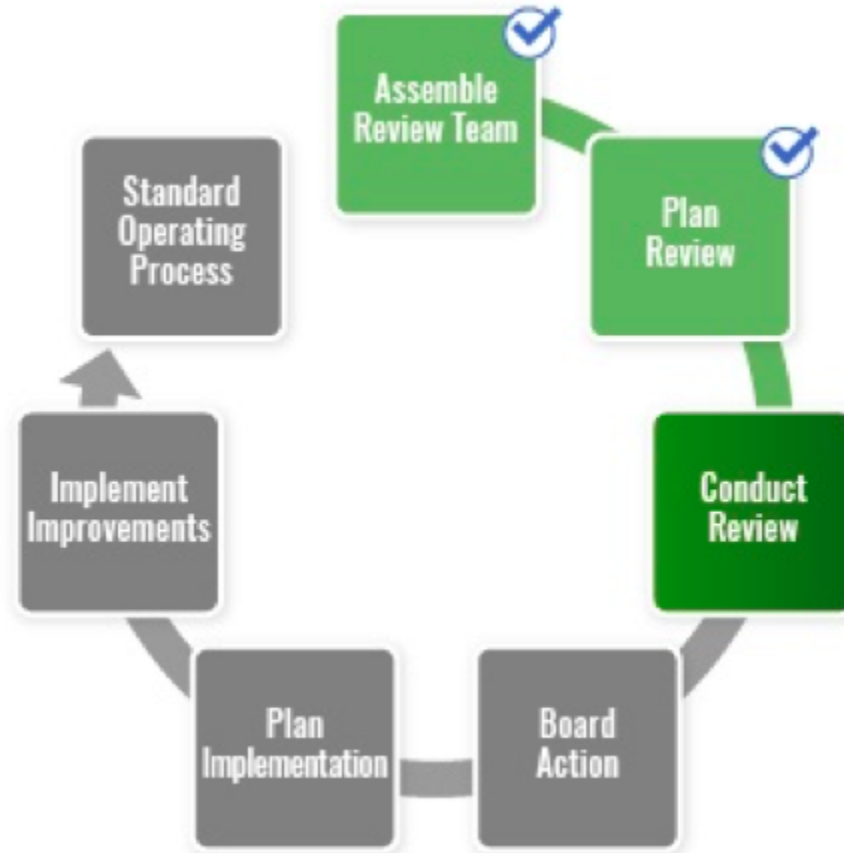 Assemble
Review Team
Plan
Review
Conduct
Review
Board
Action
Plan
Implementation
Implement
Improvements
Standard
Operating
Process